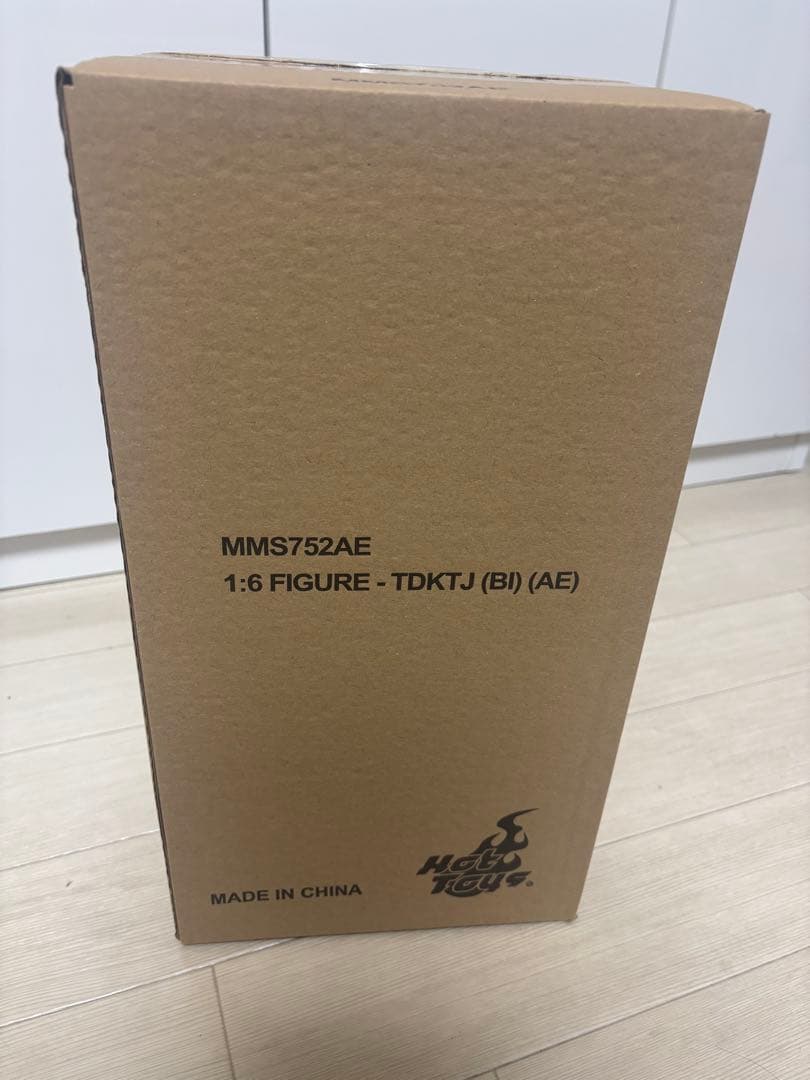 MMS752AE
1:6 FIGURE - TDKTJ (BI) (AE)
Hot
Toys.
MADE IN CHINA